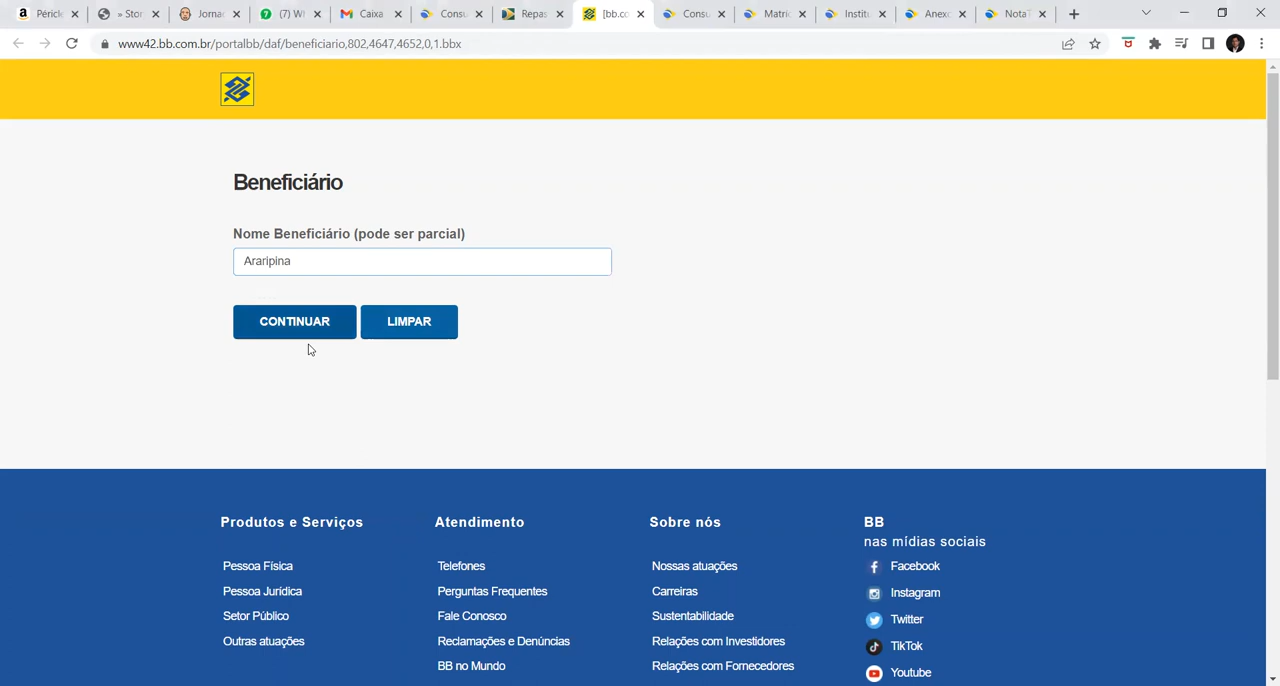 Péricle
» Stor
Jorna
(7) Wh
Caixa
Consu
Repas
[bb.co
Consu
Matric
Institu
Anexo
NotaT
www42.bb.com.br/portalbb/daf/beneficiario,802,4647,4652,0,1.bbx
Beneficiário
Nome Beneficiário (pode ser parcial)
Araripina
CONTINUAR
LIMPAR
Produtos e Serviços
Pessoa Física
Pessoa Jurídica
Setor Público
Outras atuações
Atendimento
Telefones
Perguntas Frequentes
Fale Conosco
Reclamações e Denúncias
BB no Mundo
Sobre nós
Nossas atuações
Carreiras
Sustentabilidade
Relações com Investidores
Relações com Fornecedores
BB
nas mídias sociais
Facebook
Instagram
Twitter
TikTok
Youtube